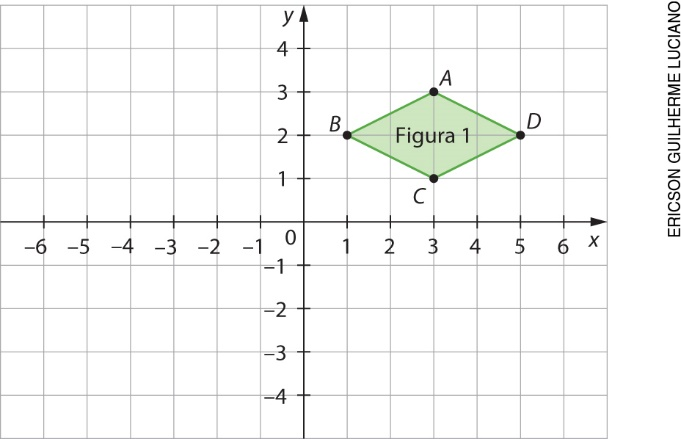 y
4
3
2
1
A
B
Figura 1
D
C
0
–6 –5 –4 –3 –2 –1 1 2 3 4 5 6 x
–1
–2
–3
–4
ERICSON GUILHERME LUCIANO